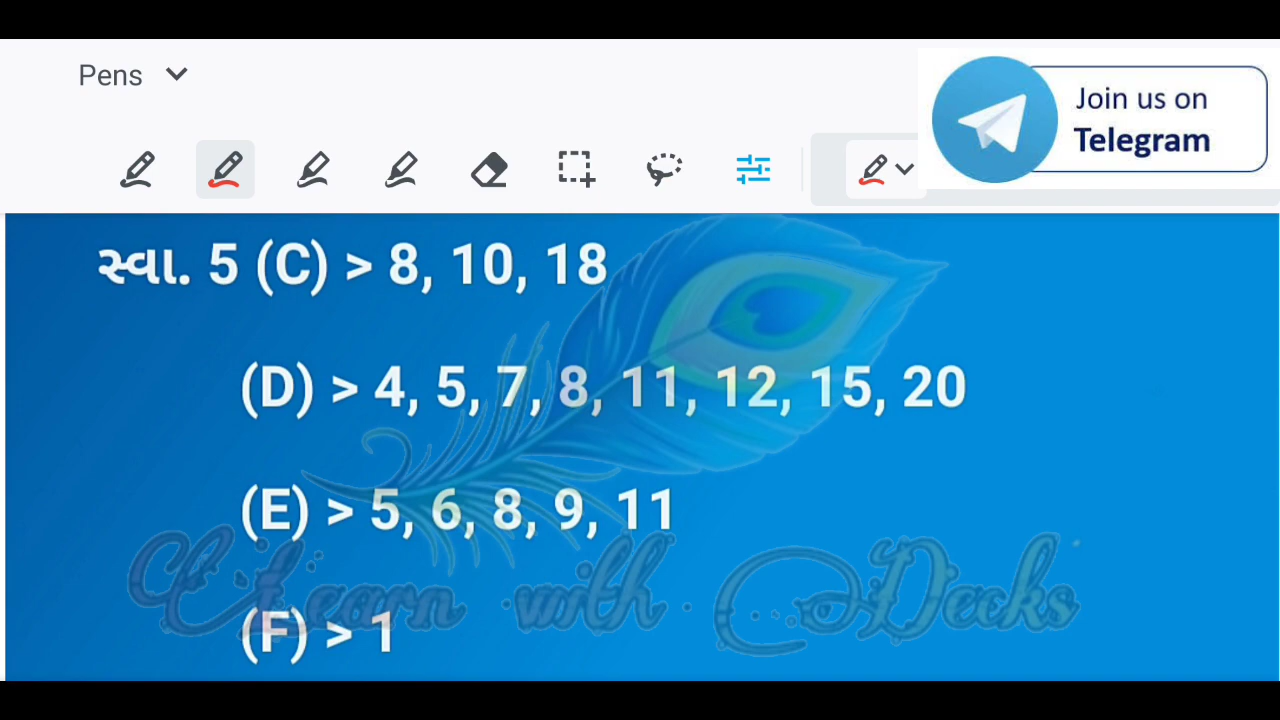 Pens
Join us on
Telegram
સ્વા. 5 (C) > 8, 10, 18
(D) > 4, 5, 7, 8, 11, 12, 15, 20
(E) > 5, 6, 8, 9, 11
Learn with Decks
(F) > 1